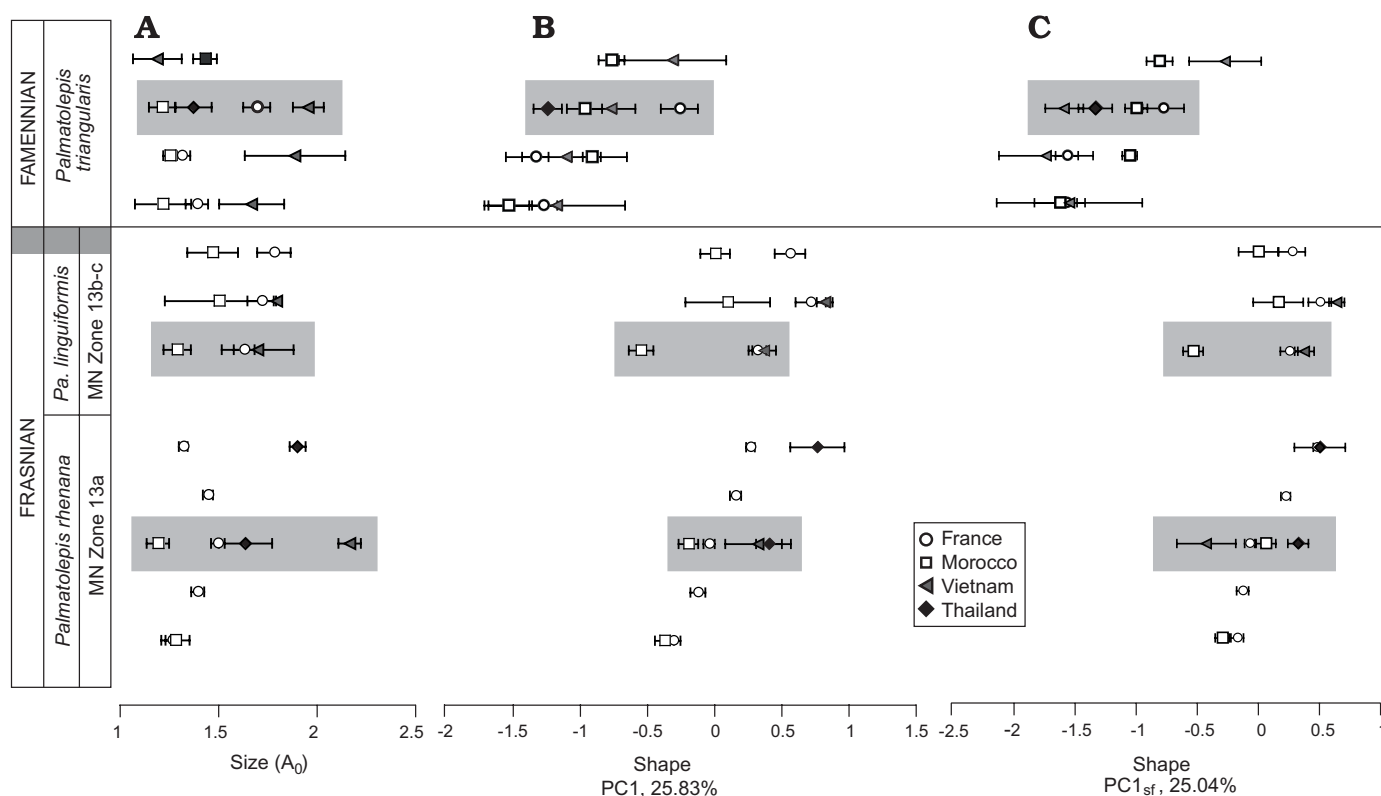 A
B
C
FAMENNIAN
Palmatolepis
triangularis
FRASNIAN
Pa. linguiformis
MN Zone 13b-c
Palmatolepis rhenana
MN Zone 13a
France
Morocco
Vietnam
Thailand
1 1.5 2 2.5
-2 -1.5 -1 -0.5 0 0.5 1 1.5
-2.5 -2 -1.5 -1 -0.5 0 0.5 1
Size (A0)
Shape
PC1, 25.83%
Shape
PC1sf , 25.04%